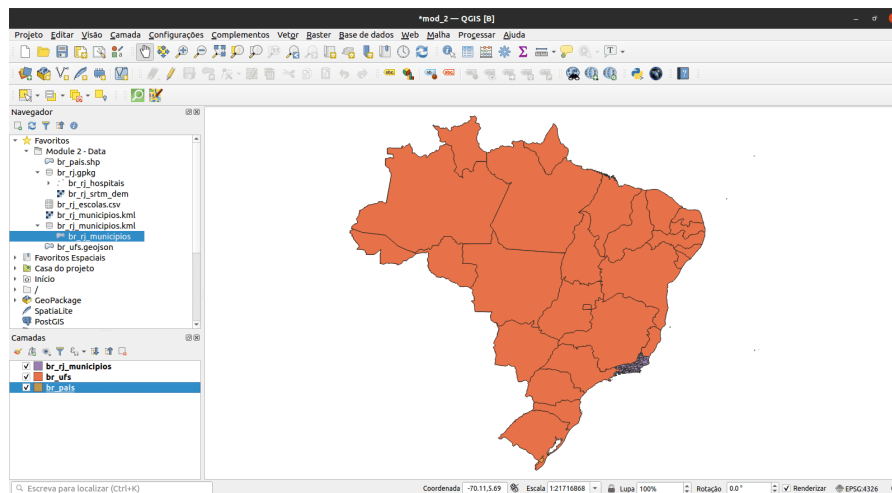 *mod_2 — QGIS [B]
Projeto Editar Visão Camada Configurações Complementos Vetor Raster Base de dados Web Malha Processar Ajuda
Navegador
Favoritos
Module 2 - Data
br_pais.shp
br_rj.gpkg
br_rj_hospitais
br_rj_srtm_dem
br_rj_escolas.csv
br_rj_municipios.kml
br_rj_municipios.kml
br_rj_municipios
br_ufs.geojson
Favoritos Espaciais
Casa do projeto
Início
/
GeoPackage
SpatiaLite
PostGIS
Camadas
br_rj_municipios
br_ufs
br_pais
Escreva para localizar (Ctrl+K) Coordenada -70.11,5.69 Escala 1:21716868 Lupa 100% Rotação 0.0 ° Renderizar EPSG:4326